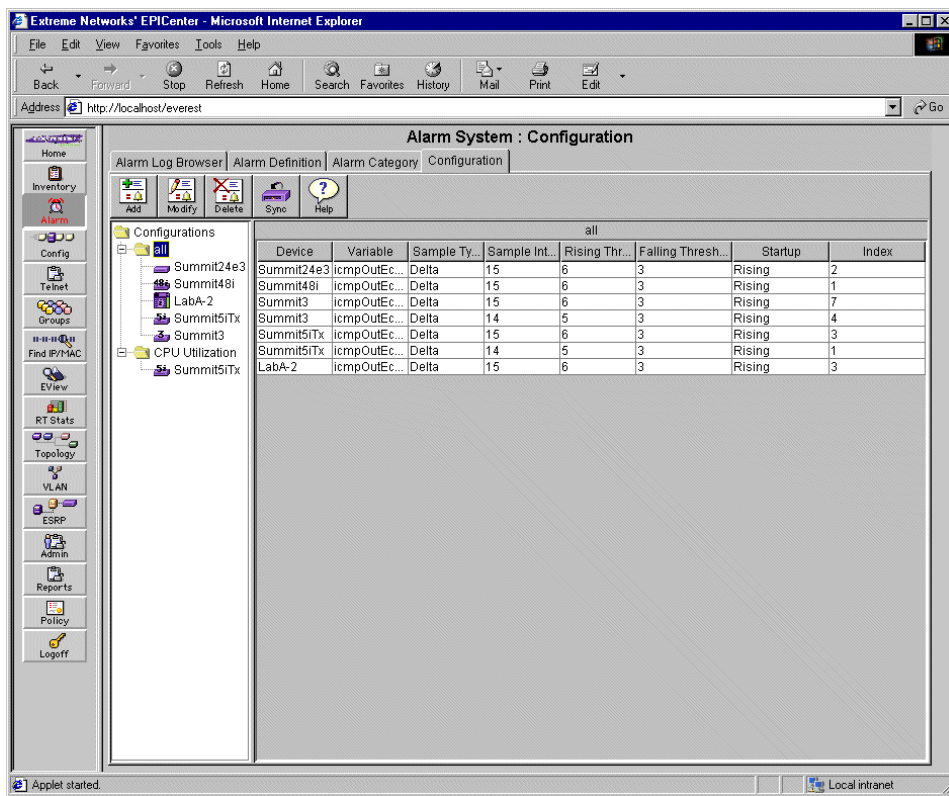 Extreme Networks' EPICenter - Microsoft Internet Explorer
File Edit View Favorites Tools Help
Back Forward Stop Refresh Home Search Favorites History Mail Print Edit
Address http://localhost/everest Go
Alarm System : Configuration
Alarm Log Browser Alarm Definition Alarm Category Configuration
Add Modify Delete Sync Help
Home
Inventory
Alarm
Config
Telnet
Groups
Find IP/MAC
EView
RT Stats
Topology
VLAN
ESRP
Admin
Reports
Policy
Logoff
Configurations
all
Summit24e3
Summit48i
LabA-2
Summit5iTx
Summit3
CPU Utilization
Summit5iTx
all
Device Variable Sample Ty... Sample Int... Rising Thr... Falling Thresh... Startup Index
Summit24e3 icmpOutEc... Delta 15 6 3 Rising 2
Summit48i icmpOutEc... Delta 15 6 3 Rising 1
Summit3 icmpOutEc... Delta 15 6 3 Rising 7
Summit3 icmpOutEc... Delta 14 5 3 Rising 4
Summit5iTx icmpOutEc... Delta 15 6 3 Rising 3
Summit5iTx icmpOutEc... Delta 14 5 3 Rising 1
LabA-2 icmpOutEc... Delta 15 6 3 Rising 3
Applet started. Local intranet